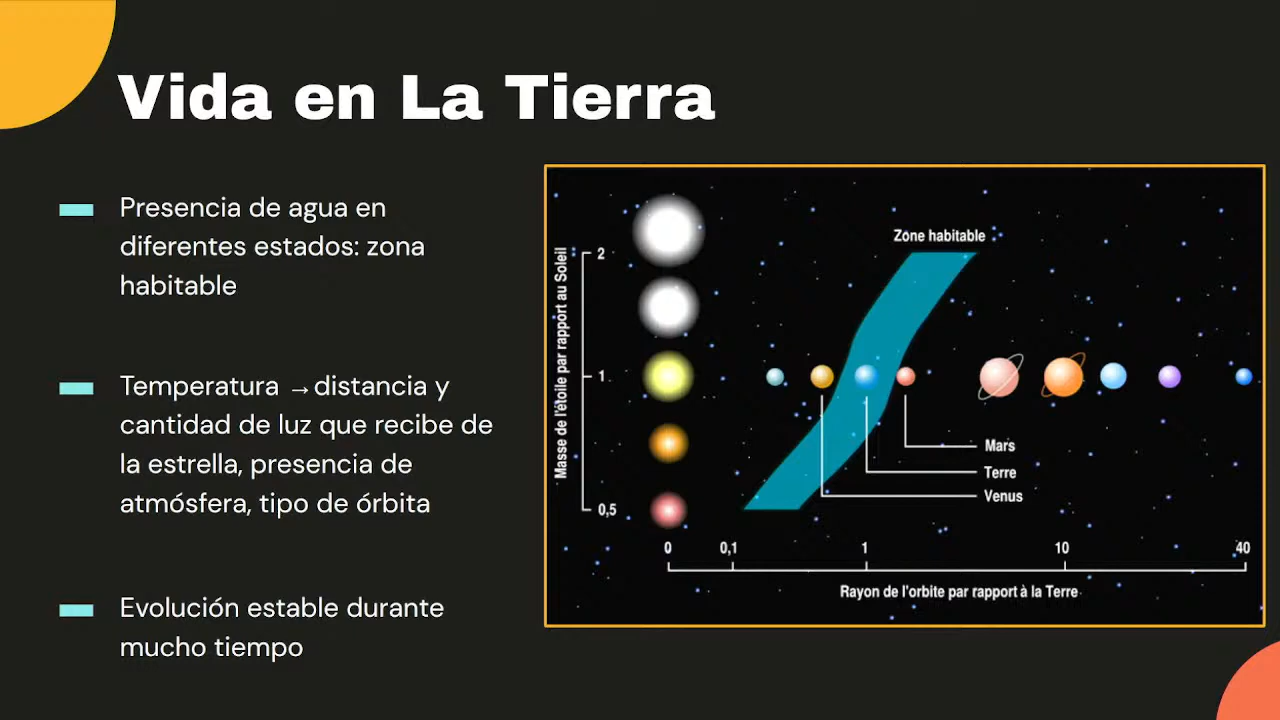 Vida en La Tierra
Presencia de agua en
diferentes estados: zona
habitable
Temperatura →distancia y
cantidad de luz que recibe de
la estrella, presencia de
atmósfera, tipo de órbita
Evolución estable durante
mucho tiempo
Zone habitable
Masse de l'étoile par rapport au Soleil
2
1
0,5
Mars
Terre
Venus
0 0,1 1 10 40
Rayon de l'orbite par rapport à la Terre